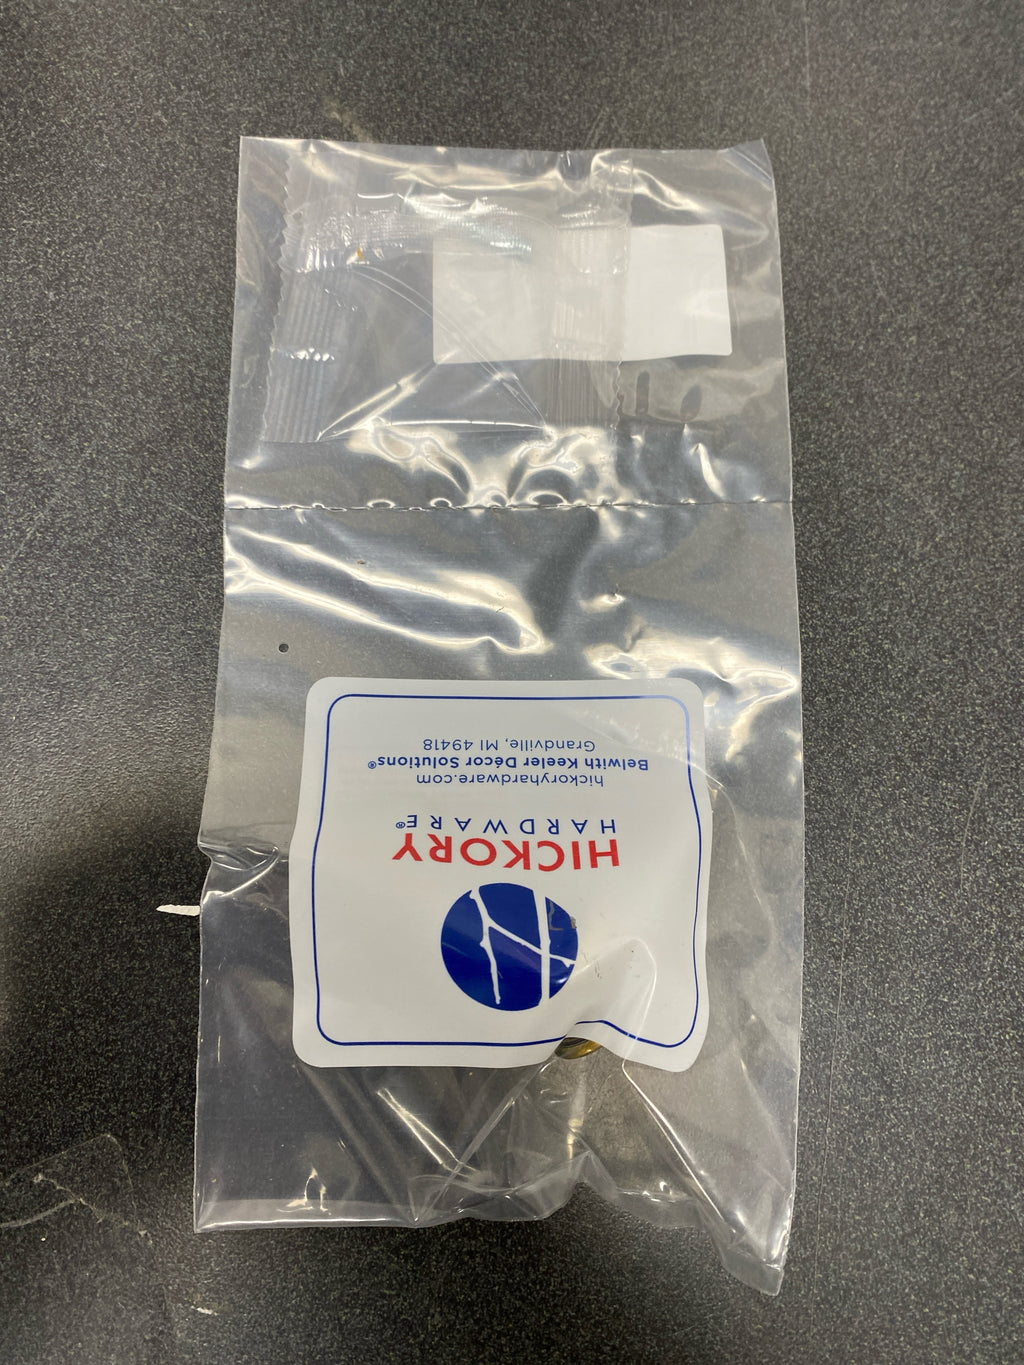 HICKORY
HARDWARE®
hickoryhardware.com
Belwith Keeler Décor Solutions®
Grandville, MI 49418